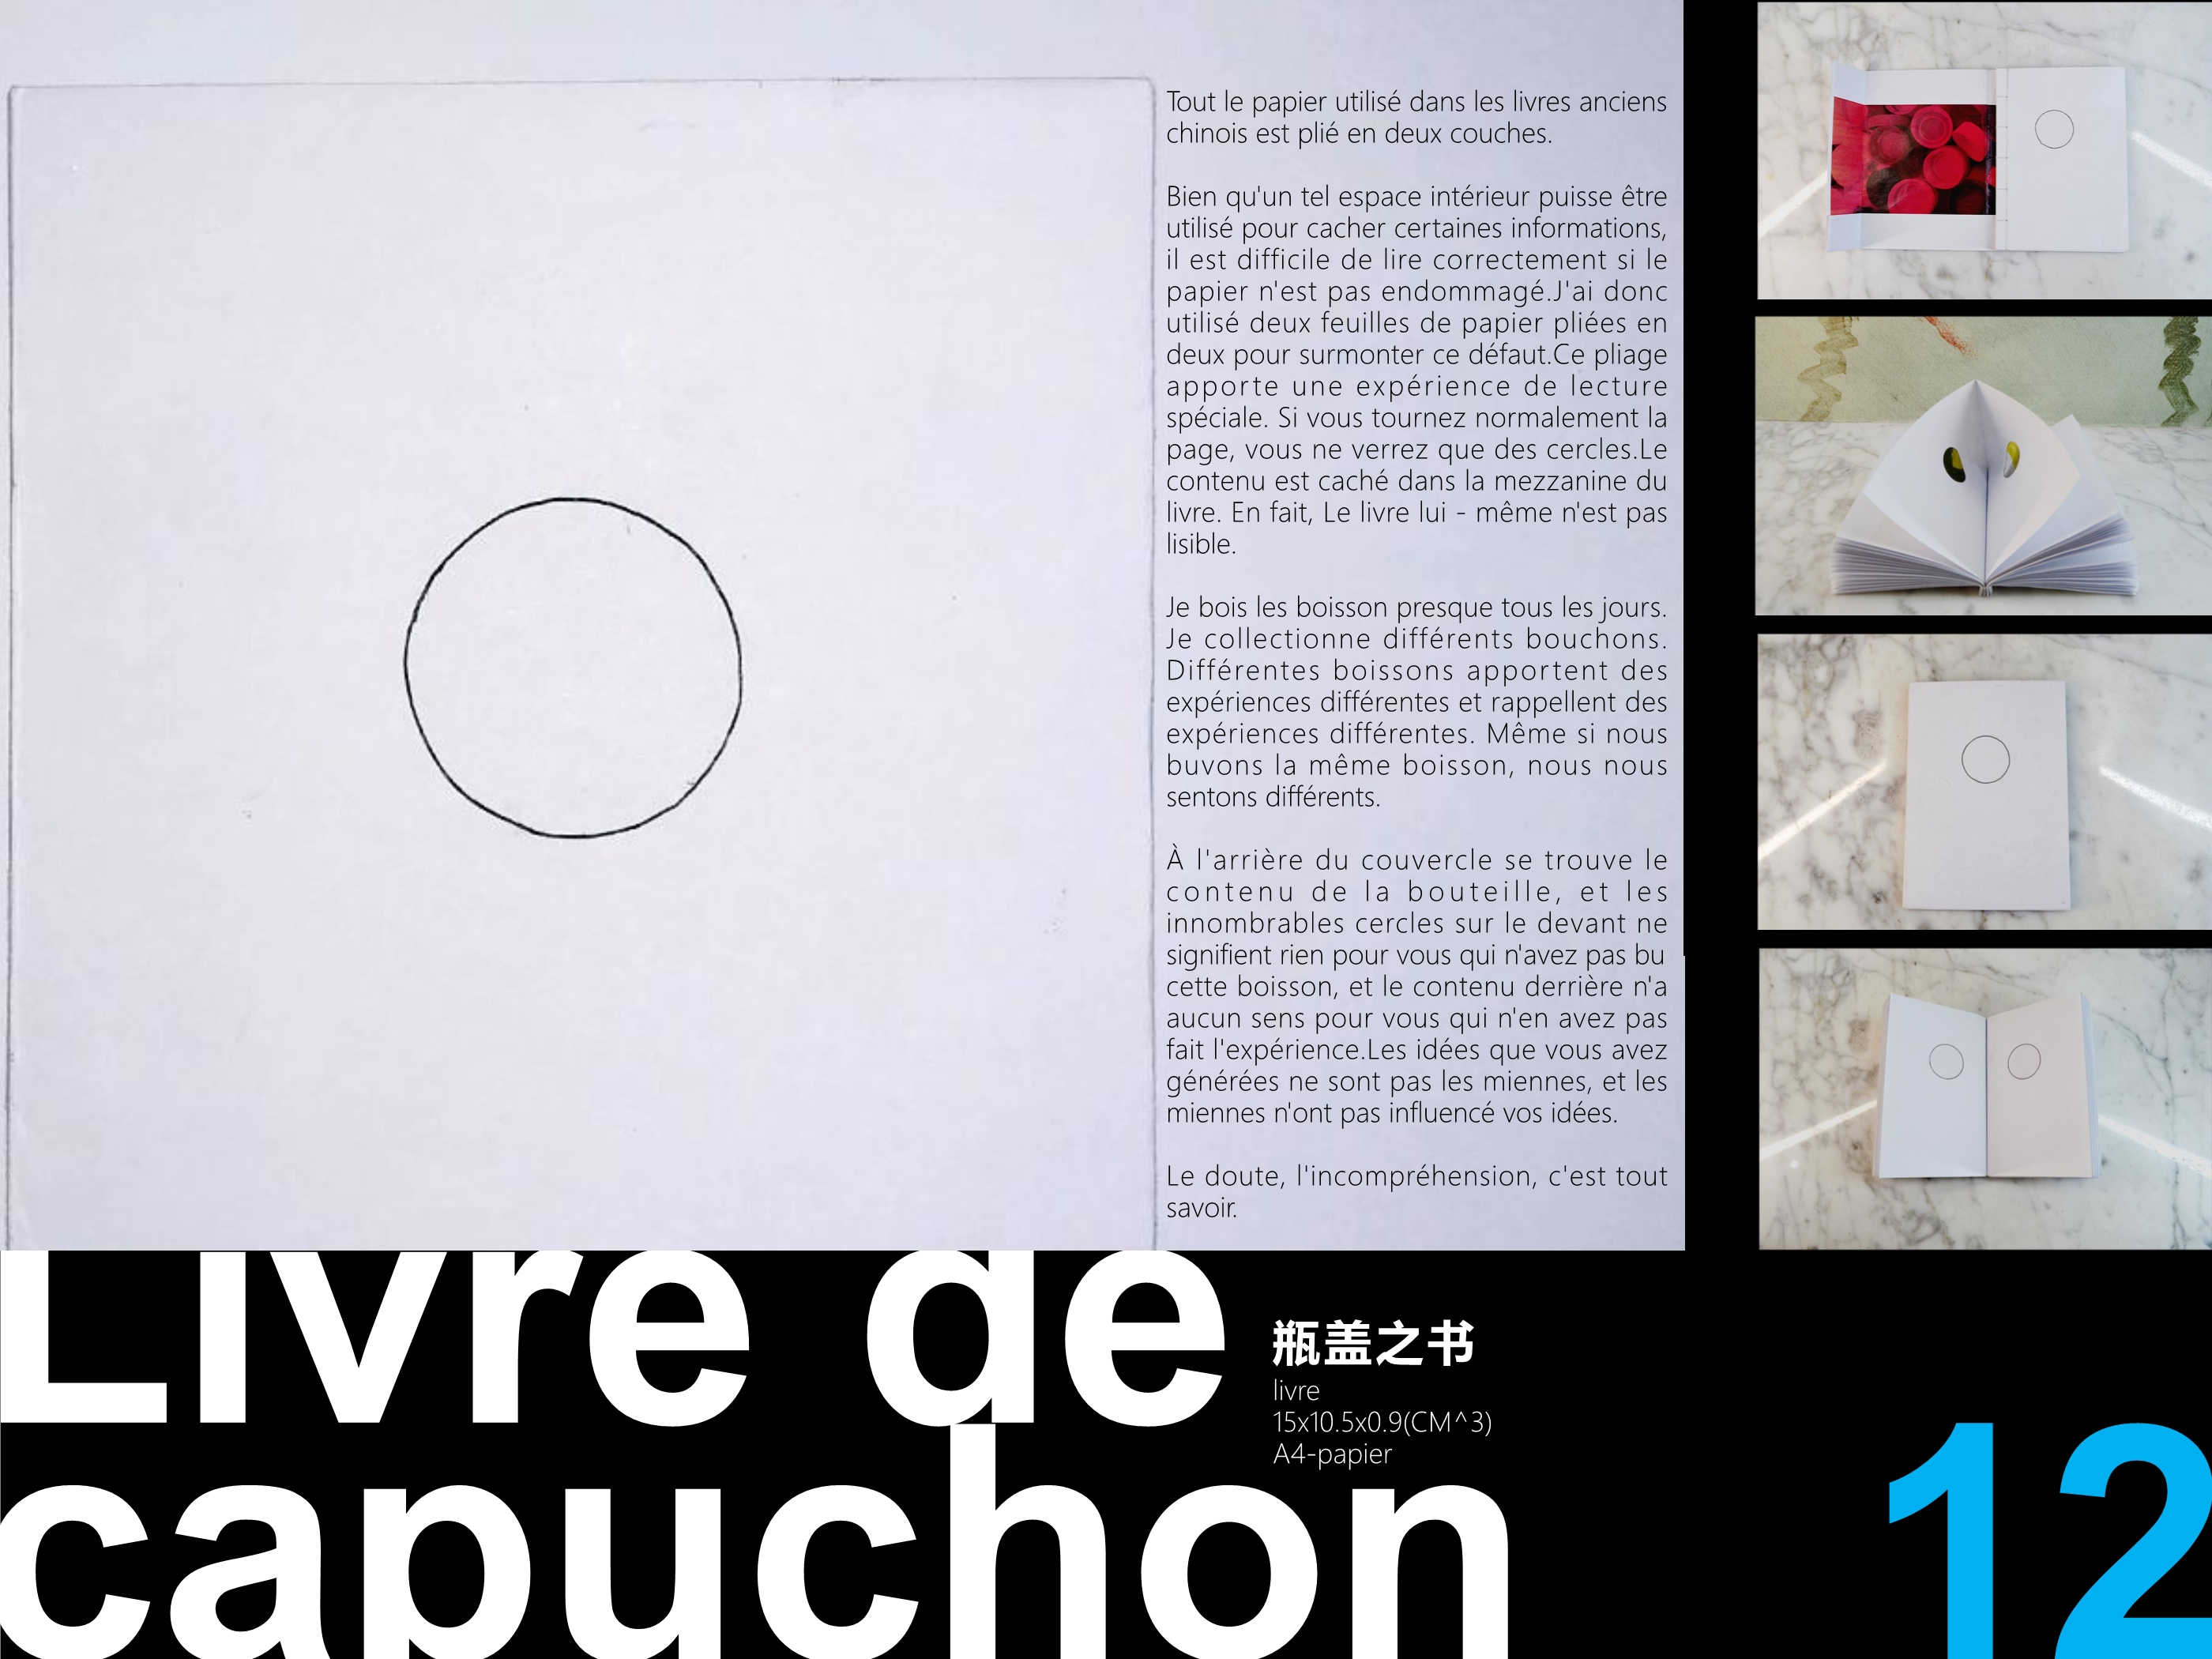 Tout le papier utilisé dans les livres anciens
chinois est plié en deux couches.
Bien qu'un tel espace intérieur puisse être
utilisé pour cacher certaines informations,
il est difficile de lire correctement si le
papier n'est pas endommagé.J'ai donc
utilisé deux feuilles de papier pliées en
deux pour surmonter ce défaut.Ce pliage
apporte une expérience de lecture
spéciale. Si vous tournez normalement la
page, vous ne verrez que des cercles.Le
contenu est caché dans la mezzanine du
livre. En fait, Le livre lui - même n'est pas
lisible.
Je bois les boisson presque tous les jours.
Je collectionne différents bouchons.
Différentes boissons apportent des
expériences différentes et rappellent des
expériences différentes. Même si nous
buvons la même boisson, nous nous
sentons différents.
À l'arrière du couvercle se trouve le
contenu de la bouteille, et les
innombrables cercles sur le devant ne
signifient rien pour vous qui n'avez pas bu
cette boisson, et le contenu derrière n'a
aucun sens pour vous qui n'en avez pas
fait l'expérience.Les idées que vous avez
générées ne sont pas les miennes, et les
miennes n'ont pas influencé vos idées.
Le doute, l'incompréhension, c'est tout
savoir.
Livre de
capuchon
瓶盖之书
livre
15x10.5x0.9(CM^3)
A4-papier
12